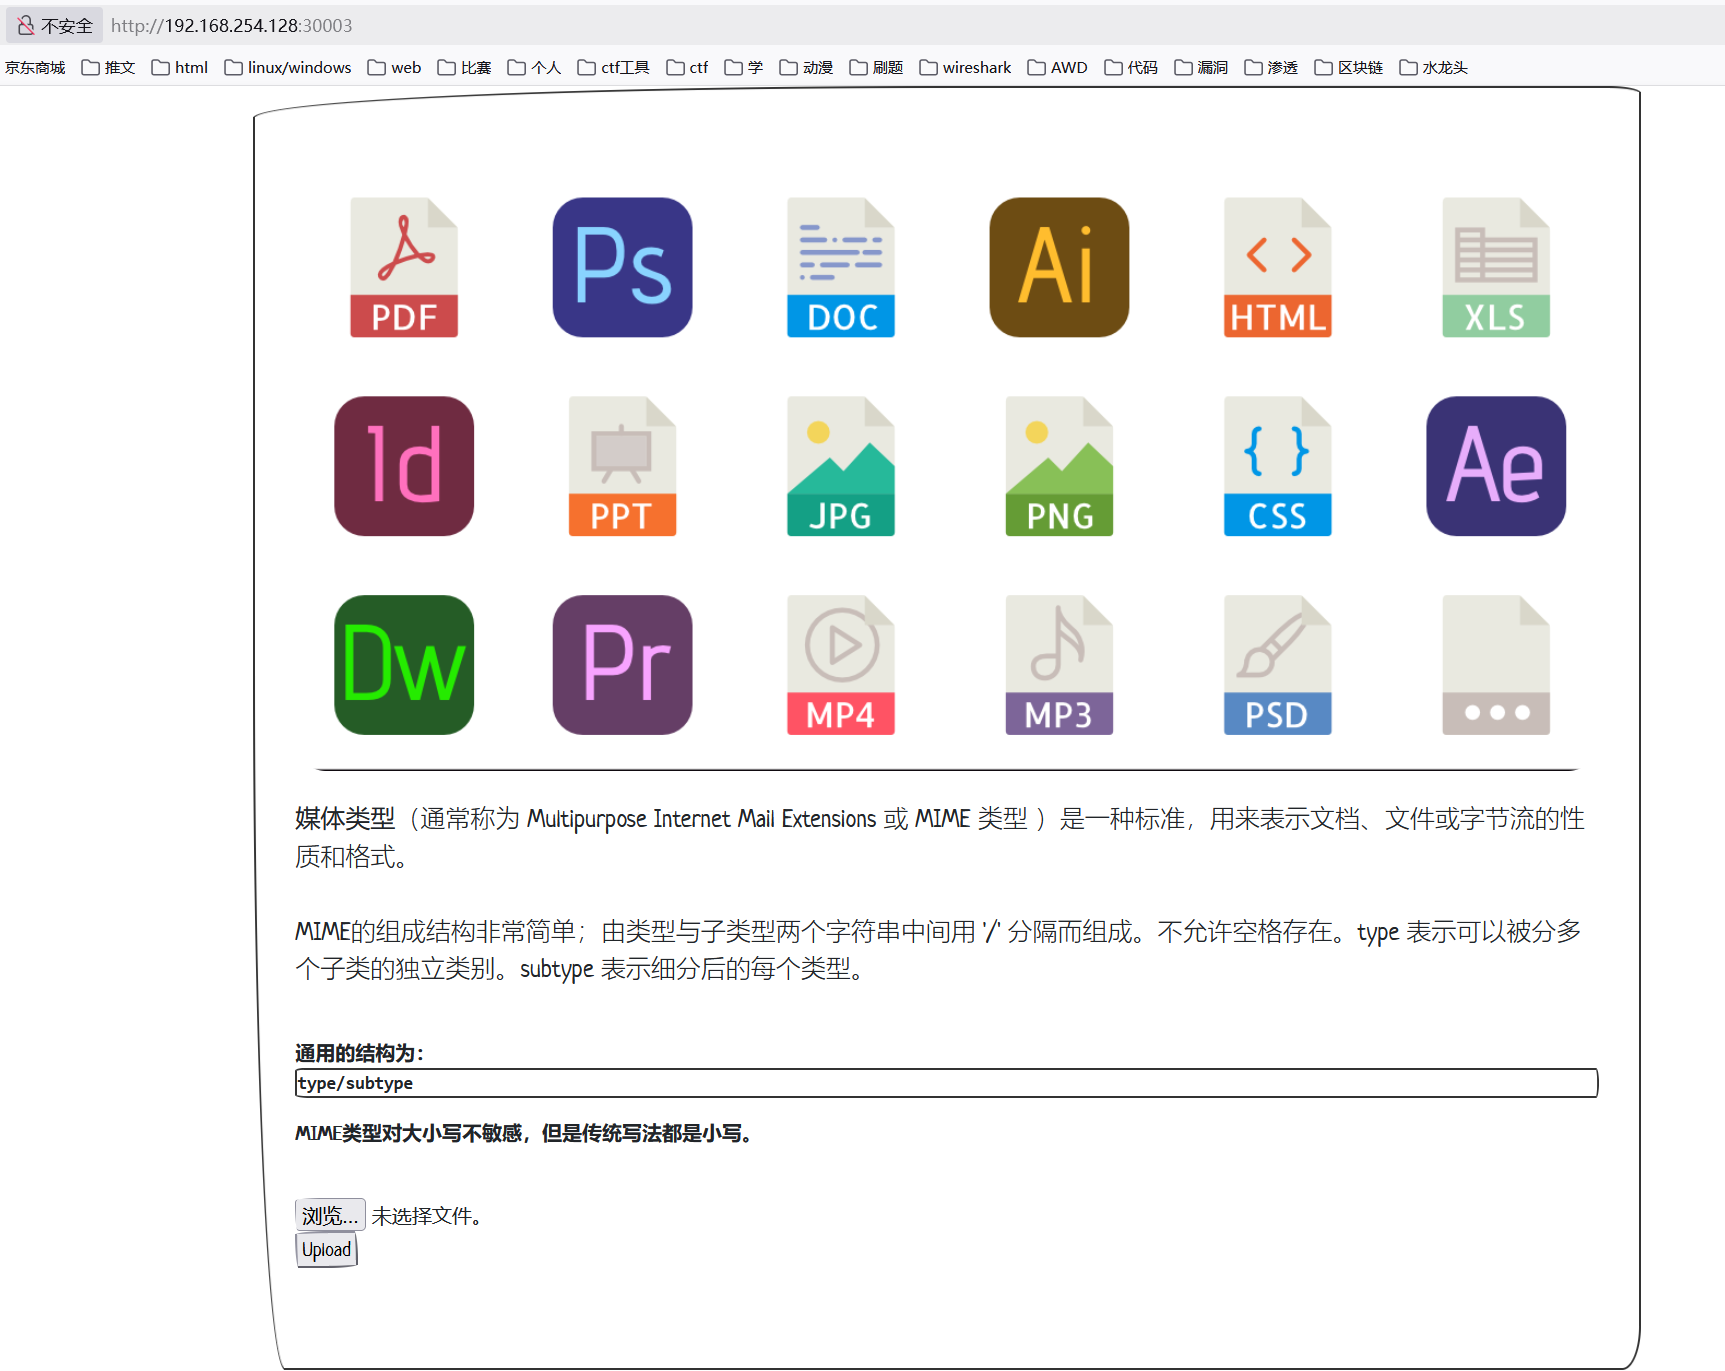 不安全 http://192.168.254.128:30003
京东商城 推文 html linux/windows web 比赛 个人 ctf工具 ctf 学 动漫 刷题 wireshark AWD 代码 漏洞 渗透 区块链 水龙头
PDF Ps DOC Ai HTML XLS
Id PPT JPG PNG CSS Ae
Dw Pr MP4 MP3 PSD
媒体类型（通常称为 Multipurpose Internet Mail Extensions 或 MIME 类型 ）是一种标准，用来表示文档、文件或字节流的性
质和格式。
MIME的组成结构非常简单；由类型与子类型两个字符串中间用 '/' 分隔而组成。不允许空格存在。type 表示可以被分多
个子类的独立类别。subtype 表示细分后的每个类型。
通用的结构为：
type/subtype
MIME类型对大小写不敏感，但是传统写法都是小写。
浏览... 未选择文件。
Upload